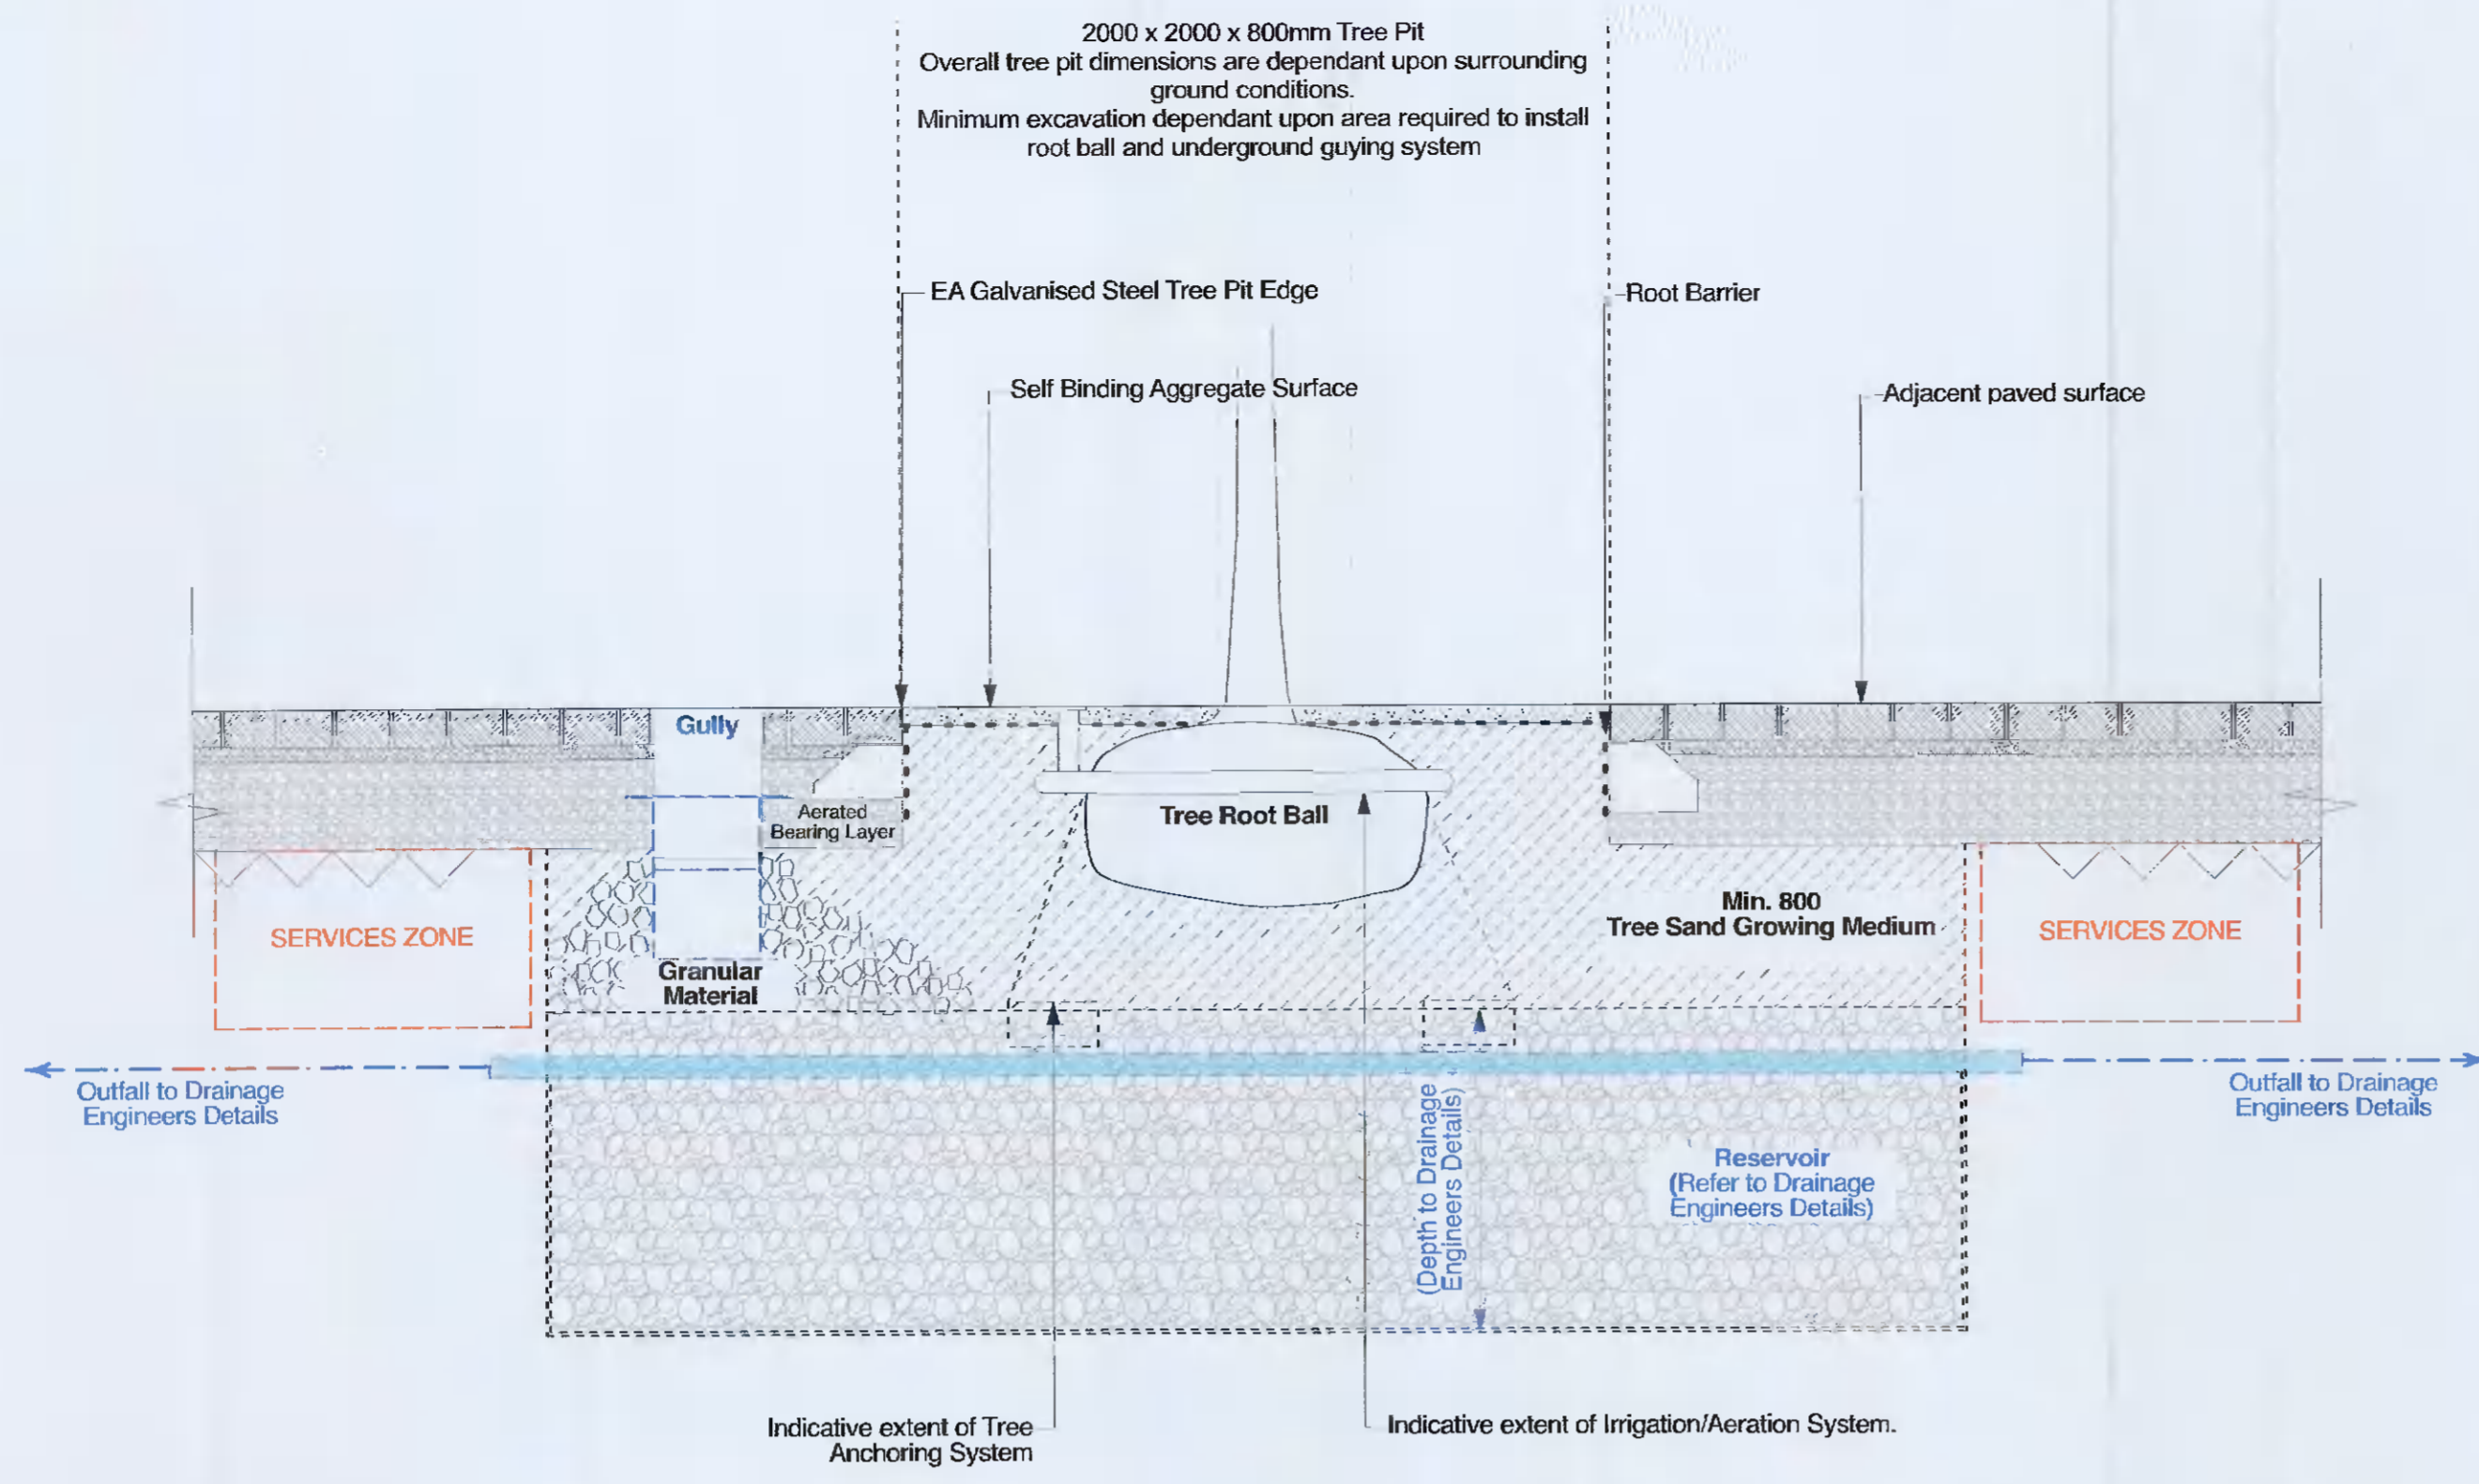 2000 x 2000 x 800mm Tree Pit
Overall tree pit dimensions are dependant upon surrounding
ground conditions.
Minimum excavation dependant upon area required to install
root ball and underground guying system
EA Galvanised Steel Tree Pit Edge
Root Barrier
Self Binding Aggregate Surface
Adjacent paved surface
Gully
Aerated
Bearing Layer
Tree Root Ball
Min. 800
Tree Sand Growing Medium
SERVICES ZONE
SERVICES ZONE
Granular
Material
Outfall to Drainage
Engineers Details
Outfall to Drainage
Engineers Details
(Depth to Drainage
Engineers Details)
Reservoir
(Refer to Drainage
Engineers Details)
Indicative extent of Tree
Anchoring System
Indicative extent of Irrigation/Aeration System.